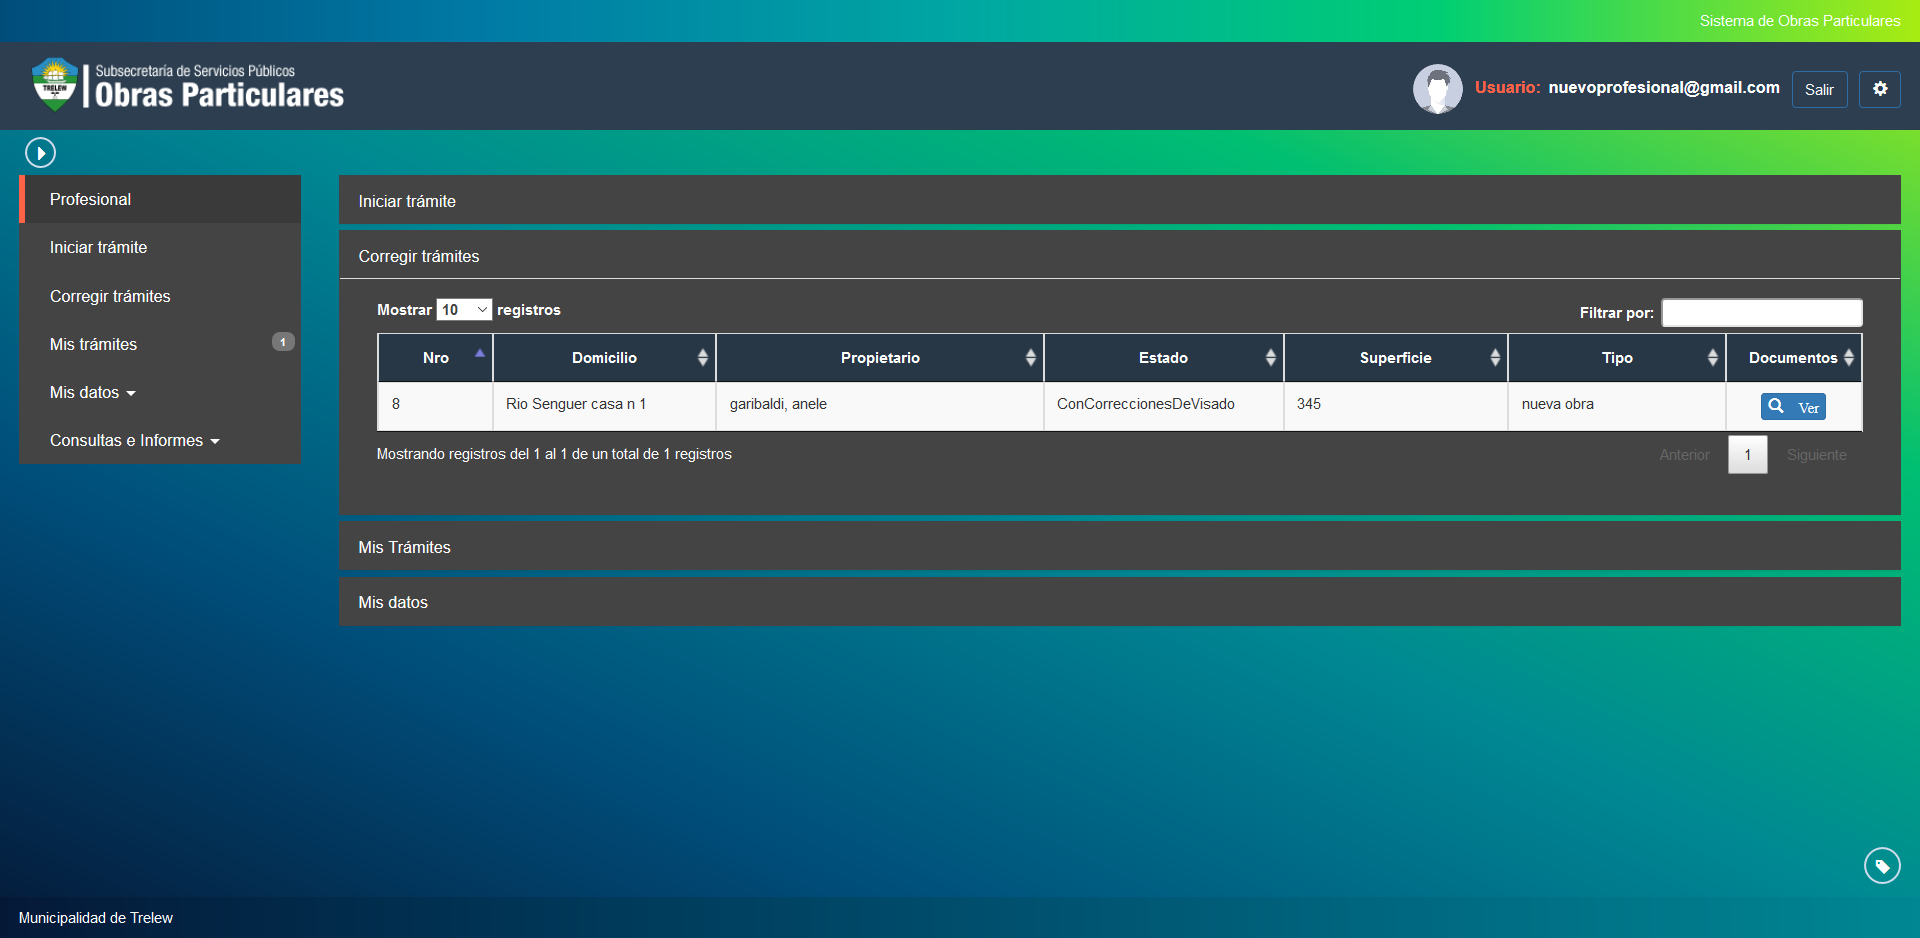 Sistema de Obras Particulares
Subsecretaría de Servicios Públicos
TRELEW
Obras Particulares
Usuario: nuevoprofesional@gmail.com
Salir
Profesional
Iniciar trámite
Corregir trámites
Mis trámites 1
Mis datos
Consultas e Informes
Iniciar trámite
Corregir trámites
Mostrar 10 registros
Filtrar por:
Nro Domicilio Propietario Estado Superficie Tipo Documentos
8 Rio Senguer casa n 1 garibaldi, anele ConCorreccionesDeVisado 345 nueva obra Ver
Mostrando registros del 1 al 1 de un total de 1 registros
Anterior 1 Siguiente
Mis Trámites
Mis datos
Municipalidad de Trelew